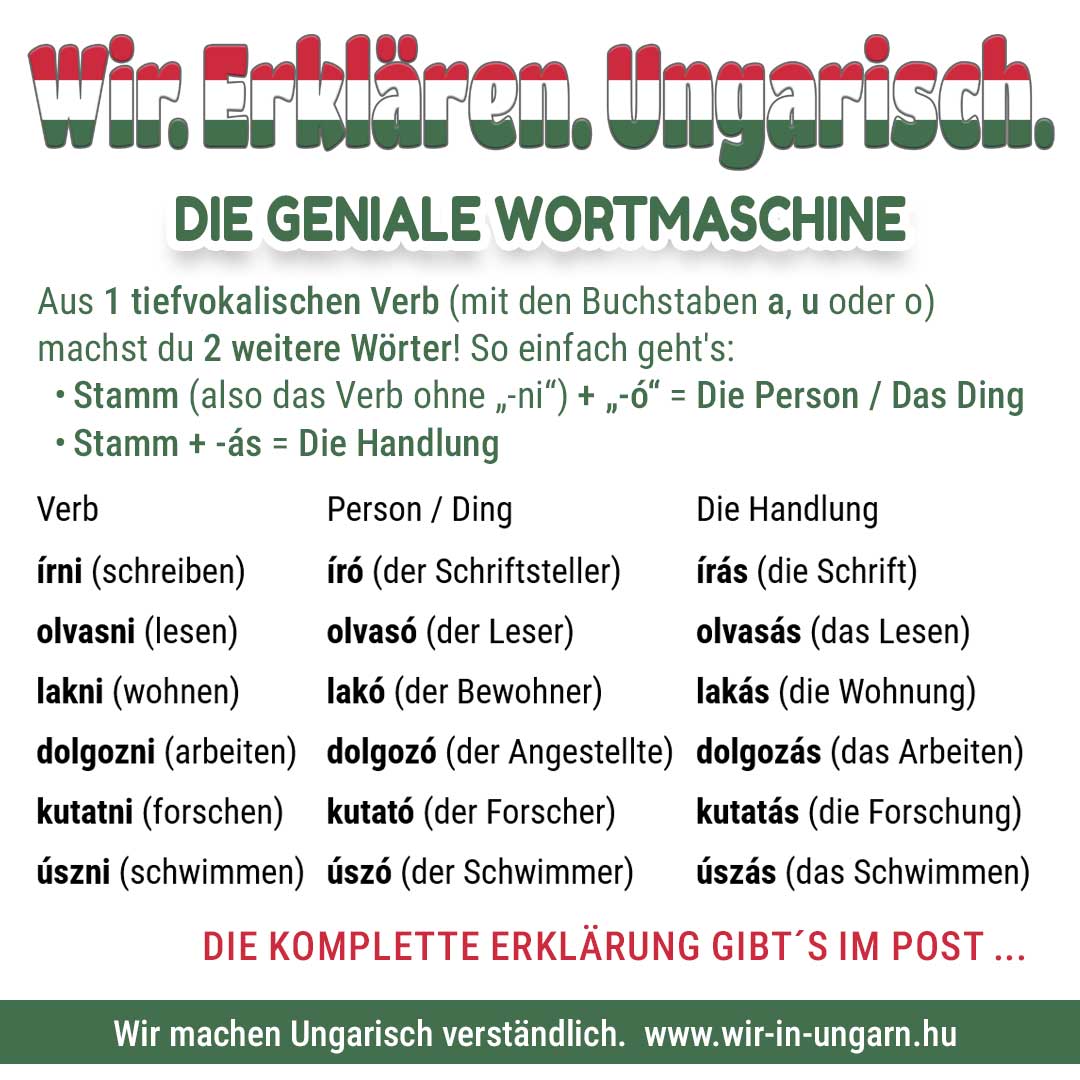 Wir. Erklären. Ungarisch.
DIE GENIALE WORTMASCHINE
Aus 1 tiefvokalischen Verb (mit den Buchstaben a, u oder o)
machst du 2 weitere Wörter! So einfach geht's:
• Stamm (also das Verb ohne „-ni“) + „-ó“ = Die Person / Das Ding
• Stamm + -ás = Die Handlung
Verb Person / Ding Die Handlung
írni (schreiben) író (der Schriftsteller) írás (die Schrift)
olvasni (lesen) olvasó (der Leser) olvasás (das Lesen)
lakni (wohnen) lakó (der Bewohner) lakás (die Wohnung)
dolgozni (arbeiten) dolgozó (der Angestellte) dolgozás (das Arbeiten)
kutatni (forschen) kutató (der Forscher) kutatás (die Forschung)
úszni (schwimmen) úszó (der Schwimmer) úszás (das Schwimmen)
DIE KOMPLETTE ERKLÄRUNG GIBT´S IM POST ...
Wir machen Ungarisch verständlich. www.wir-in-ungarn.hu